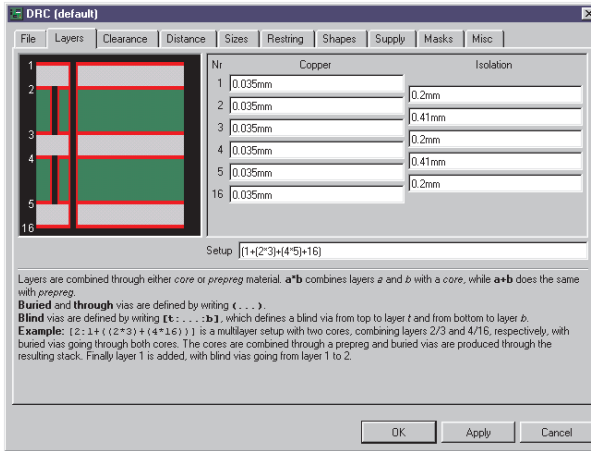 DRC (default)
File Layers Clearance Distance Sizes Restring Shapes Supply Masks Misc
Nr Copper Isolation
1 0.035mm
0.2mm
2 0.035mm
0.41mm
3 0.035mm
0.2mm
4 0.035mm
0.41mm
5 0.035mm
0.2mm
16 0.035mm
1
2
3
4
5
16
Setup (1+(2*3)+(4*5)+16)
Layers are combined through either core or prepreg material. a*b combines layers a and b with a core, while a+b does the same
with prepreg.
Buried and through vias are defined by writing (...).
Blind vias are defined by writing [t:...:b], which defines a blind via from top to layer t and from bottom to layer b.
Example: [2:1+((2*3)+(4*16))] is a multilayer setup with two cores, combining layers 2/3 and 4/16, respectively, with
buried vias going through both cores. The cores are combined through a prepreg and buried vias are produced through the
resulting stack. Finally layer 1 is added, with blind vias going from layer 1 to 2.
OK Apply Cancel